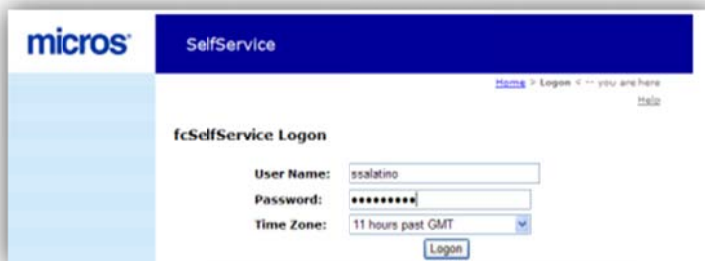 micros®
SelfService
Home > Logon < -- you are here
Help
fcSelfService Logon
User Name: ssalatino
Password: •••••••••
Time Zone: 11 hours past GMT
Logon